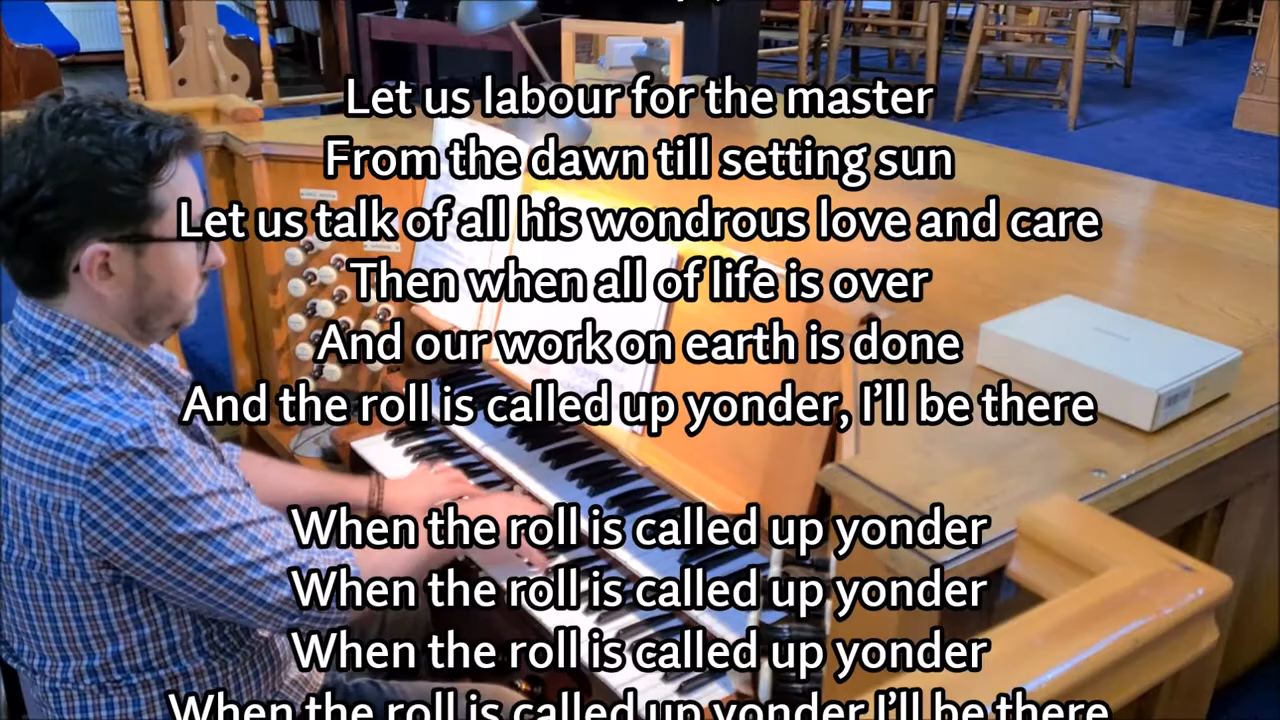 Let us labour for the master
From the dawn till setting sun
Let us talk of all his wondrous love and care
Then when all of life is over
And our work on earth is done
And the roll is called up yonder, I'll be there
When the roll is called up yonder
When the roll is called up yonder
When the roll is called up yonder
When the roll is called up yonder I'll be there